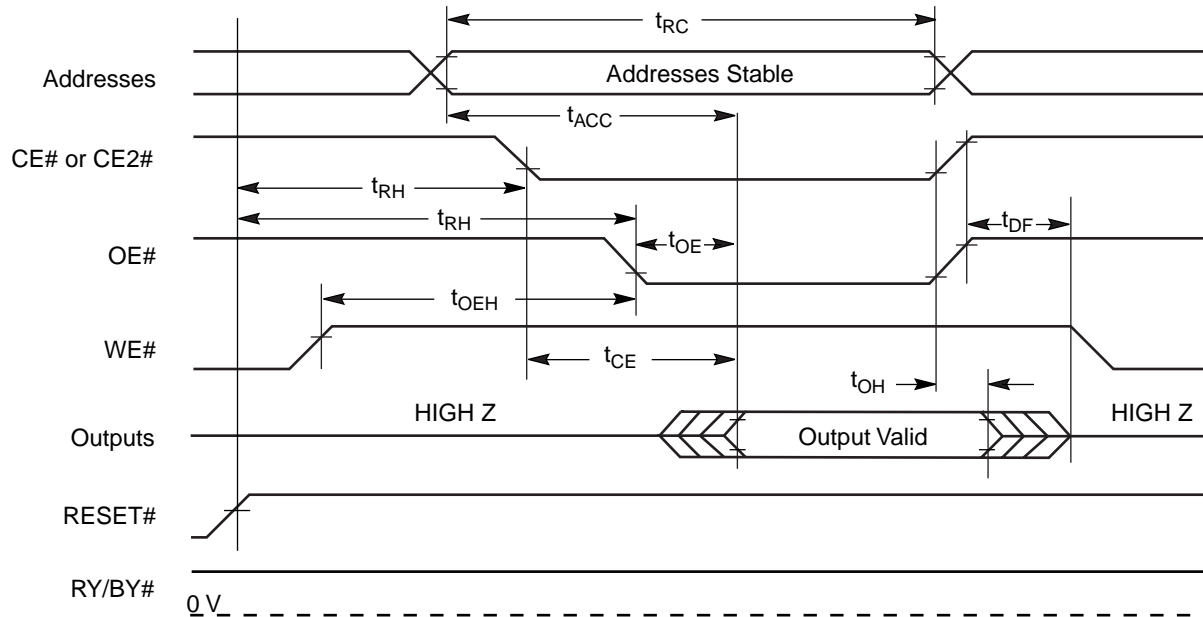 tRC
Addresses
Addresses Stable
tACC
CE# or CE2#
tRH
tRH
tOE
tDF
OE#
tOEH
WE#
tCE
tOH
HIGH Z
HIGH Z
Outputs
Output Valid
RESET#
RY/BY#
0 V